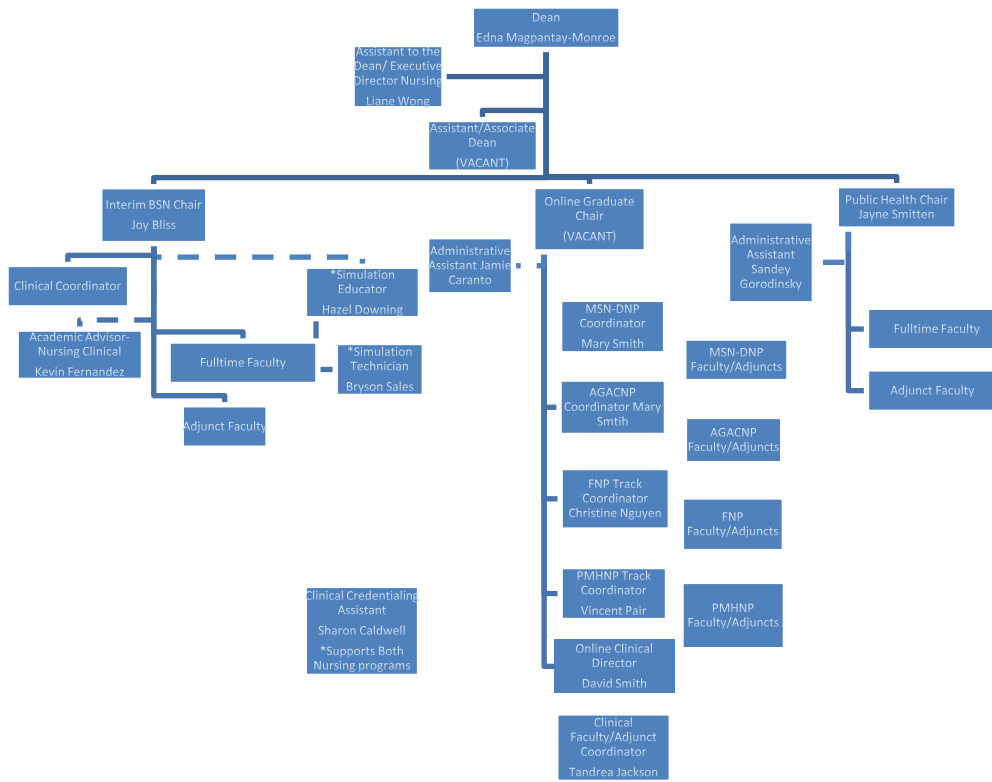 Dean
Edna Magpantay-Monroe
Assistant to the
Dean/ Executive
Director Nursing
Liane Wong
Assistant/Associate
Dean
(VACANT)
Interim BSN Chair
Joy Bliss
Online Graduate
Chair
(VACANT)
Public Health Chair
Jayne Smitten
Clinical Coordinator
*Simulation
Educator
Hazel Downing
Administrative
Assistant Jamie
Caranto
Administrative
Assistant
Sandey
Gorodinsky
Academic Advisor-
Nursing Clinical
Kevin Fernandez
Fulltime Faculty
*Simulation
Technician
Bryson Sales
Adjunct Faculty
MSN-DNP
Coordinator
Mary Smith
MSN-DNP
Faculty/Adjuncts
Fulltime Faculty
Adjunct Faculty
AGACNP
Coordinator Mary
Smtih
AGACNP
Faculty/Adjuncts
FNP Track
Coordinator
Christine Nguyen
FNP
Faculty/Adjuncts
PMHNP Track
Coordinator
Vincent Pair
PMHNP
Faculty/Adjuncts
Clinical Credentialing
Assistant
Sharon Caldwell
*Supports Both
Nursing programs
Online Clinical
Director
David Smith
Clinical
Faculty/Adjunct
Coordinator
Tandrea Jackson